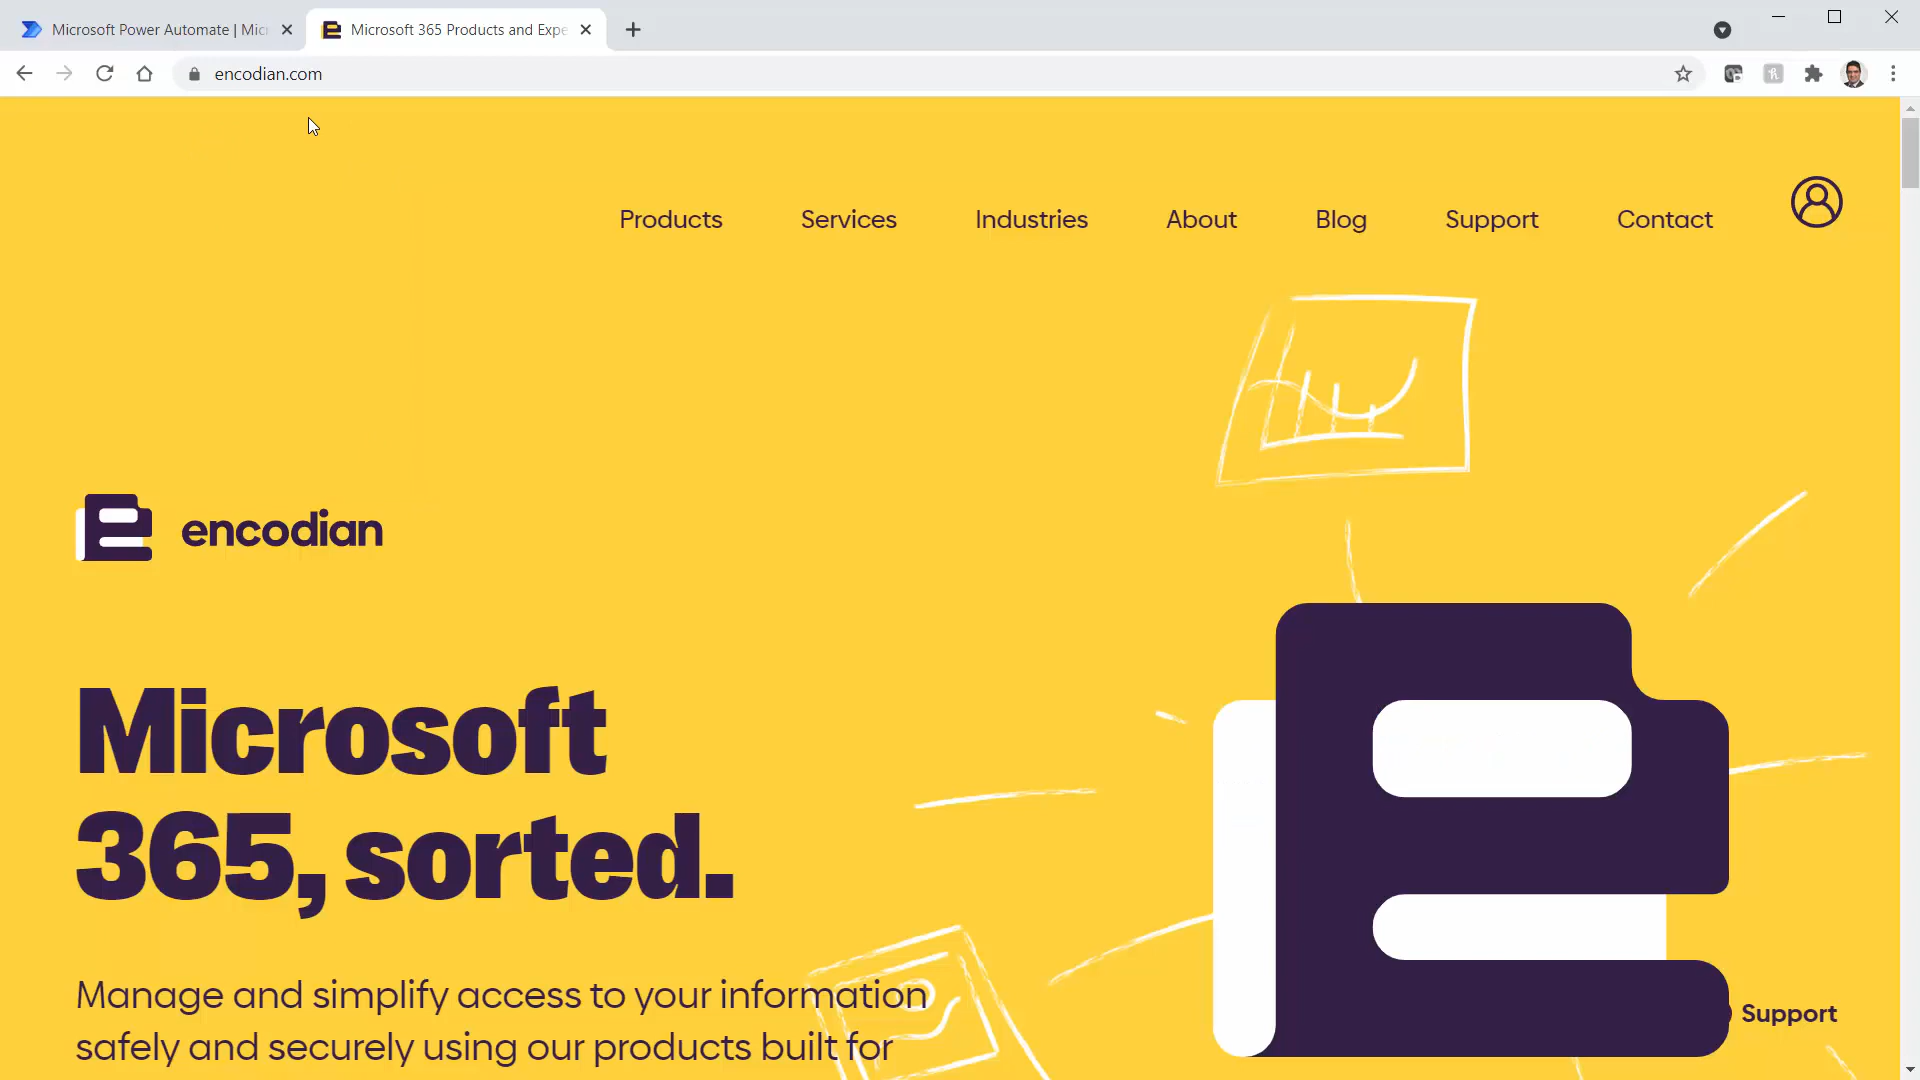 Microsoft Power Automate | Mic
Microsoft 365 Products and Expe
encodian.com
Products Services Industries About Blog Support Contact
encodian
Microsoft
365, sorted.
Manage and simplify access to your information
safely and securely using our products built for
Support